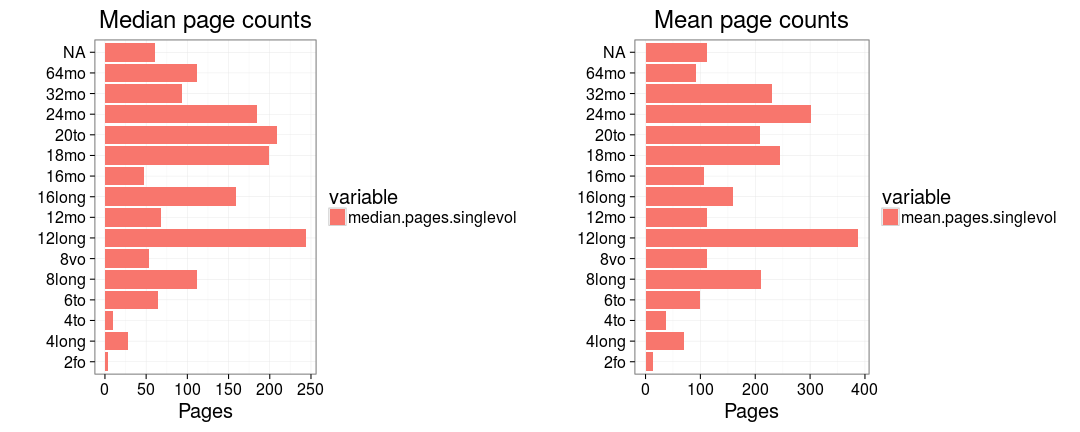 Median page counts
NA
64mo
32mo
24mo
20to
18mo
16mo
16long
12mo
12long
8vo
8long
6to
4to
4long
2fo
0 50 100 150 200 250
Pages
variable
median.pages.singlevol
Mean page counts
NA
64mo
32mo
24mo
20to
18mo
16mo
16long
12mo
12long
8vo
8long
6to
4to
4long
2fo
0 100 200 300 400
Pages
variable
mean.pages.singlevol